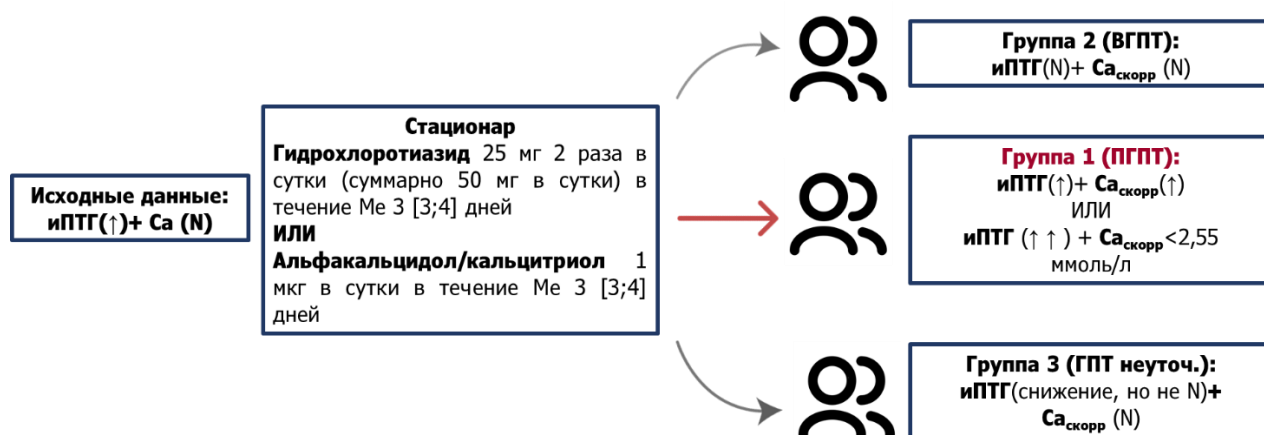 Исходные данные:
иПТГ(↑)+ Ca (N)
Стационар
Гидрохлоротиазид 25 мг 2 раза в
сутки (суммарно 50 мг в сутки) в
течение Ме 3 [3;4] дней
ИЛИ
Альфакальцидол/кальцитриол 1
мкг в сутки в течение Ме 3 [3;4]
дней
Группа 2 (ВГПТ):
иПТГ(N)+ Caскорр (N)
Группа 1 (ПГПТ):
иПТГ(↑)+ Caскорр(↑)
ИЛИ
иПТГ (↑ ↑ ) + Caскорр<2,55
ммоль/л
Группа 3 (ГПТ неуточ.):
иПТГ(снижение, но не N)+
Caскорр (N)